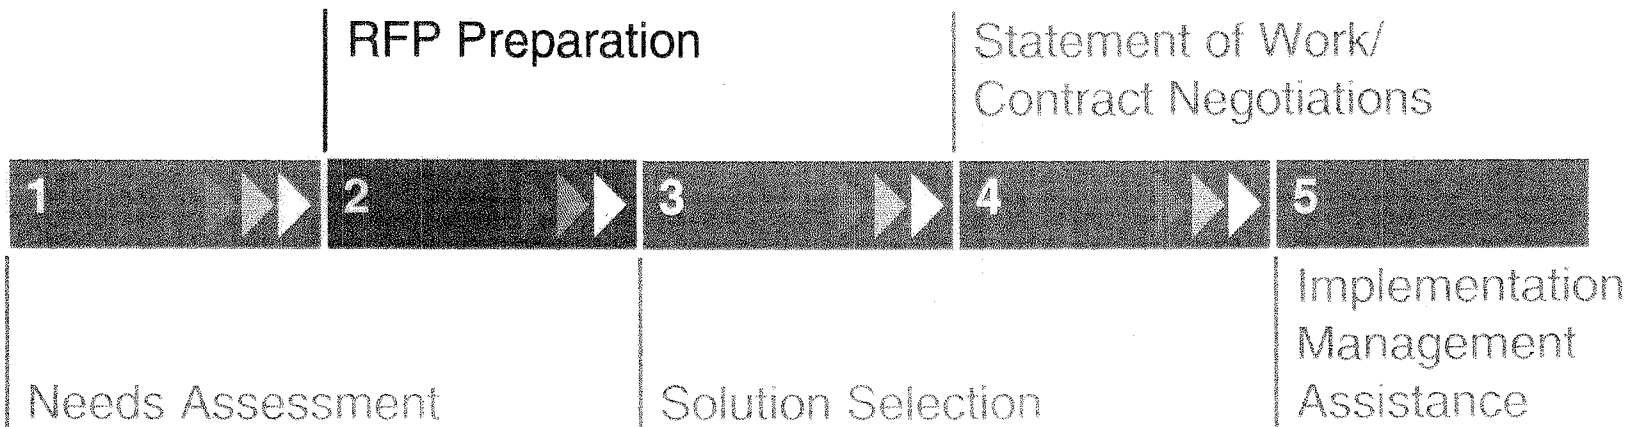 RFP Preparation
Statement of Work/
Contract Negotiations
1
2
3
4
5
Needs Assessment
Solution Selection
Implementation
Management
Assistance